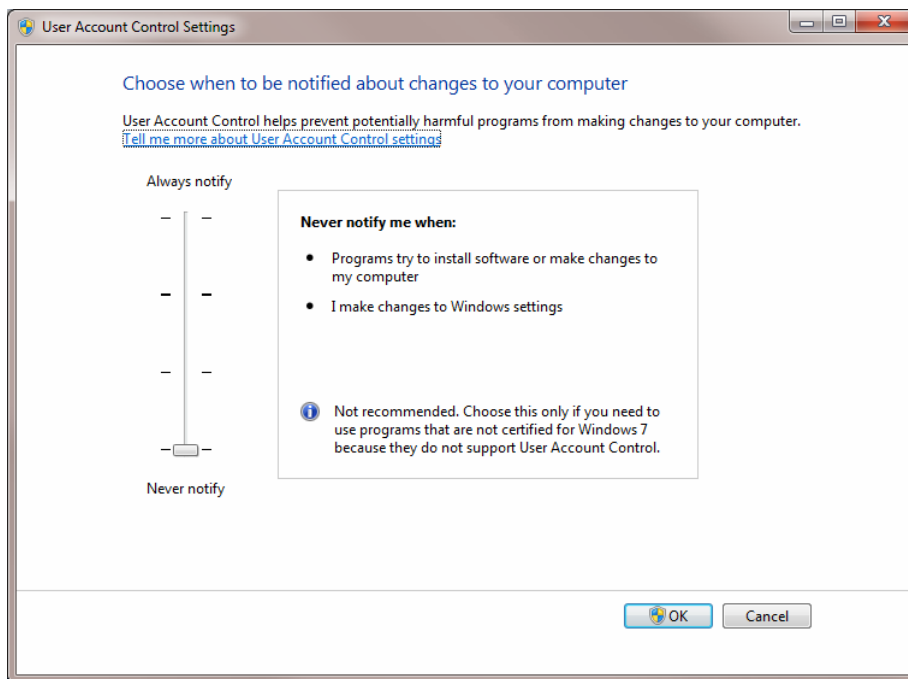 User Account Control Settings
Choose when to be notified about changes to your computer
User Account Control helps prevent potentially harmful programs from making changes to your computer.
Tell me more about User Account Control settings
Always notify
Never notify me when:
Programs try to install software or make changes to
my computer
I make changes to Windows settings
Not recommended. Choose this only if you need to
use programs that are not certified for Windows 7
because they do not support User Account Control.
Never notify
OK
Cancel